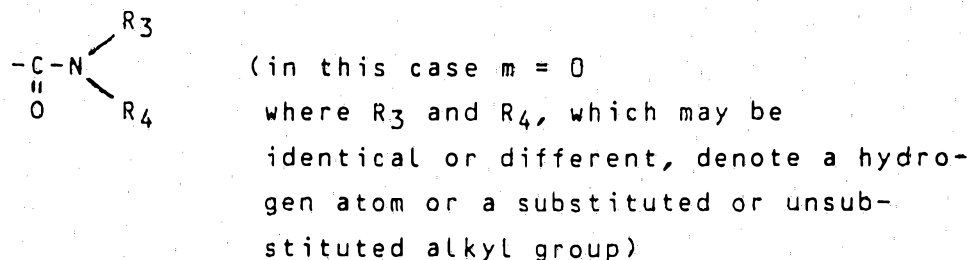 R3
-C-N (in this case m = 0
O R4 where R3 and R4, which may be
identical or different, denote a hydro-
gen atom or a substituted or unsub-
stituted alkyl group)